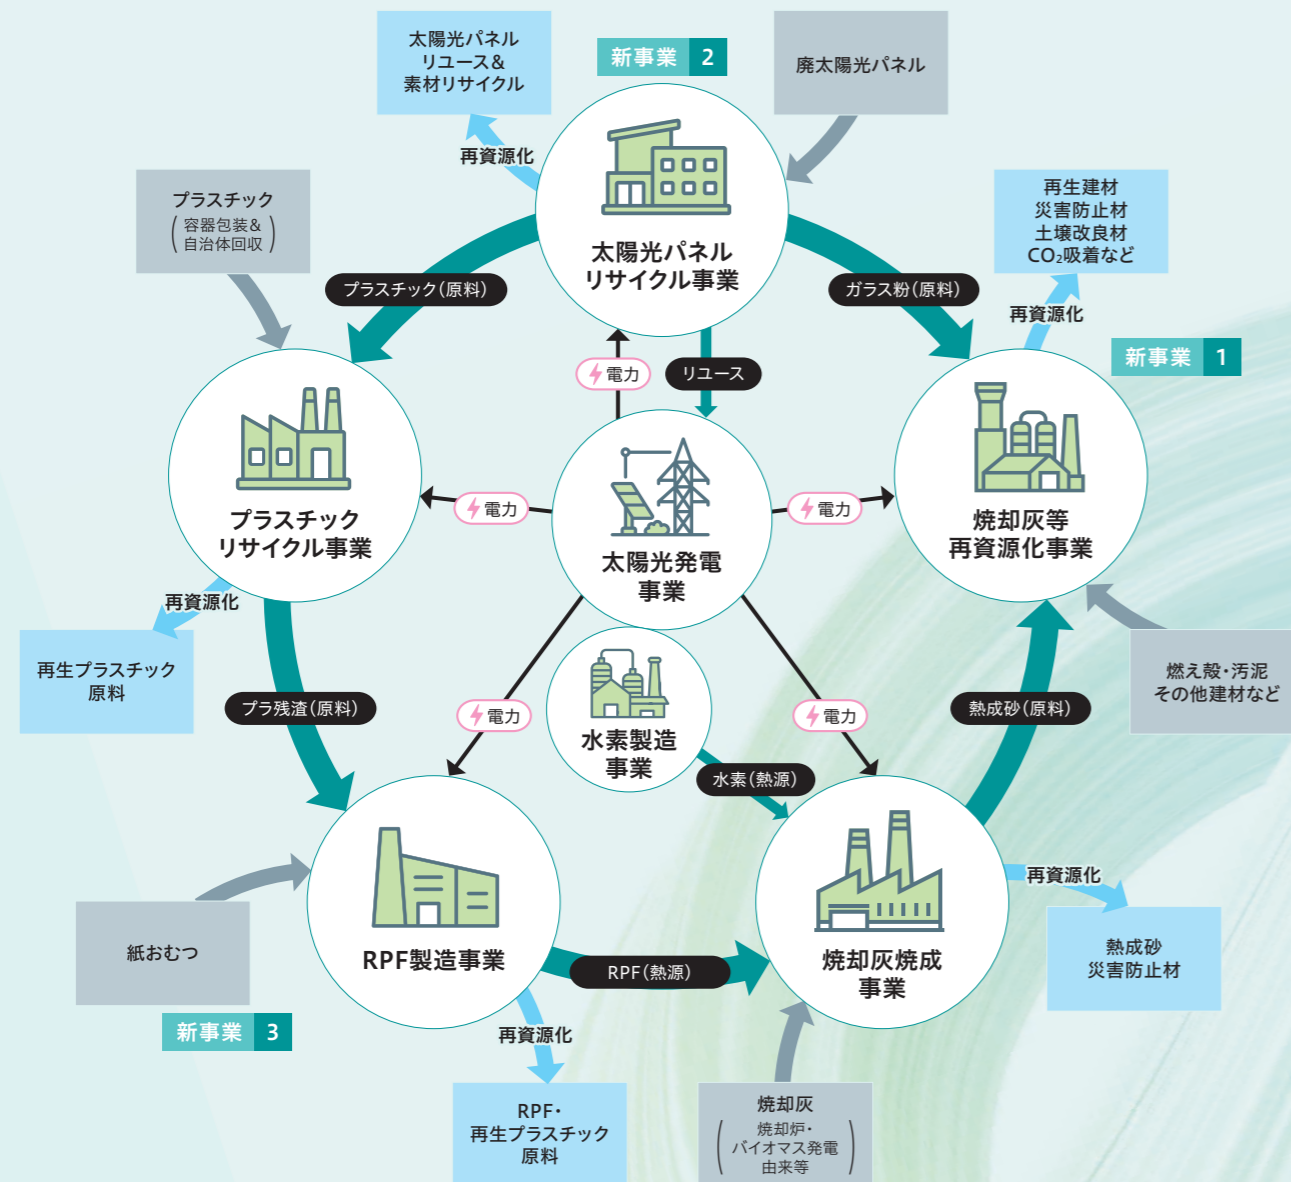 太陽光パネル
リユース&
素材リサイクル
新事業 2
廃太陽光パネル
再資源化
プラスチック
(容器包装&
自治体回収)
太陽光パネル
リサイクル事業
再生建材
災害防止材
土壌改良材
CO₂吸着など
再資源化
プラスチック(原料)
ガラス粉(原料)
新事業 1
電力
リユース
プラスチック
リサイクル事業
電力
太陽光発電
事業
電力
焼却灰等
再資源化事業
再資源化
再生プラスチック
原料
燃え殻・汚泥
その他建材など
プラ残渣(原料)
電力
水素製造
事業
電力
熱成砂(原料)
水素(熱源)
紙おむつ
新事業 3
RPF製造事業
RPF(熱源)
焼却灰焼成
事業
再資源化
熱成砂
災害防止材
再資源化
RPF・
再生プラスチック
原料
焼却灰
(焼却炉・
バイオマス発電
由来等)